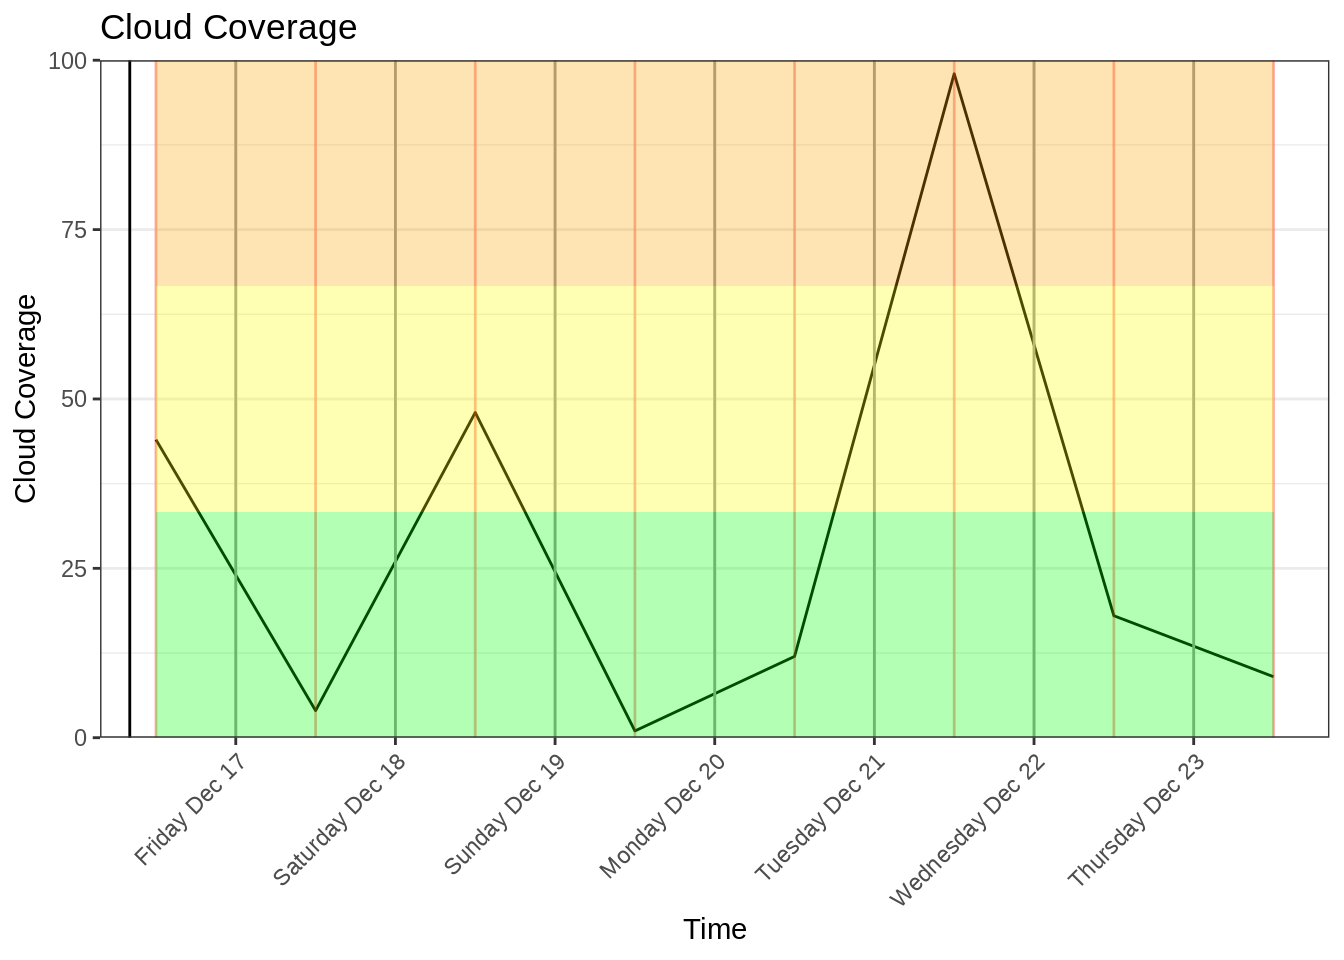 Cloud Coverage
100
75
50
25
0
Cloud Coverage
Friday Dec 17
Saturday Dec 18
Sunday Dec 19
Monday Dec 20
Tuesday Dec 21
Wednesday Dec 22
Thursday Dec 23
Time